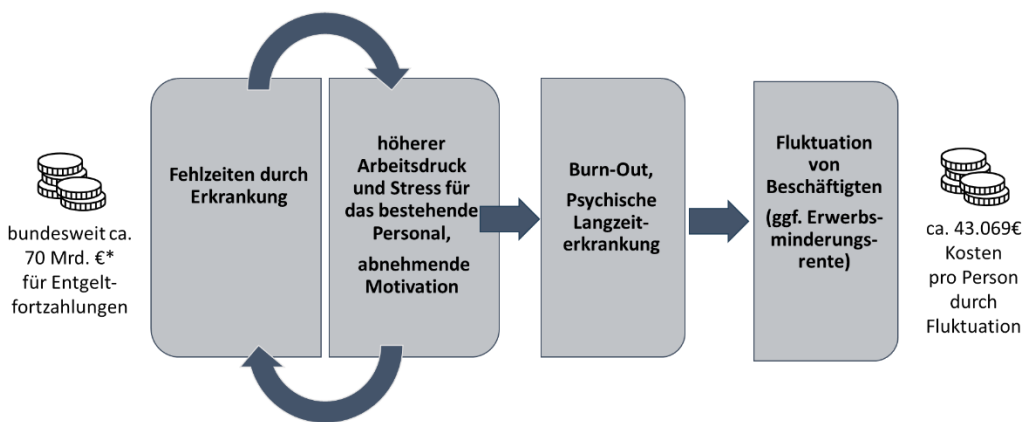 bundesweit ca.
70 Mrd. €*
für Entgelt-
fortzahlungen
Fehlzeiten durch
Erkrankung
höherer
Arbeitsdruck
und Stress für
das bestehende
Personal,
abnehmende
Motivation
Burn-Out,
Psychische
Langzeit-
erkrankung
Fluktuation
von
Beschäftigten
(ggf. Erwerbs-
minderungs-
rente)
ca. 43.069€
Kosten
pro Person
durch
Fluktuation